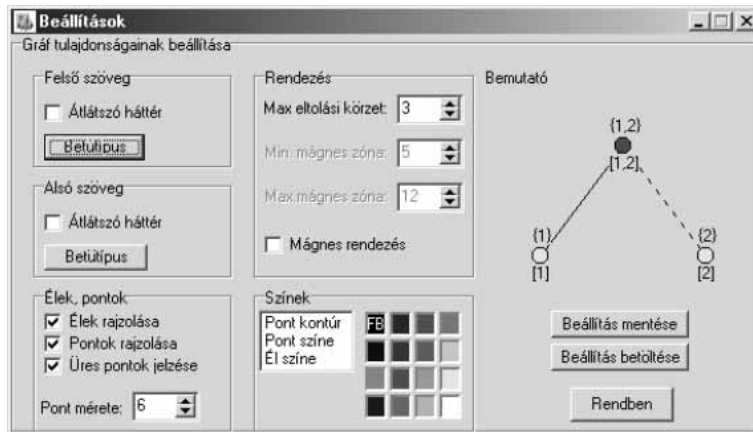 Beállítások
Gráf tulajdonságainak beállítása
Felső szöveg
Átlátszó háttér
Betűtípus
Alsó szöveg
Átlátszó háttér
Betűtípus
Élek, pontok
Élek rajzolása
Pontok rajzolása
Üres pontok jelzése
Pont mérete: 6
Rendezés
Max eltolási körzet: 3
Min. mágnes zóna: 5
Max.mágnes zóna: 12
Mágnes rendezés
Színek
Pont kontúr
Pont színe
Él színe
FB
Bemutató
{1,2}
[1,2]
{1}
[1]
{2}
[2]
Beállítás mentése
Beállítás betöltése
Rendben